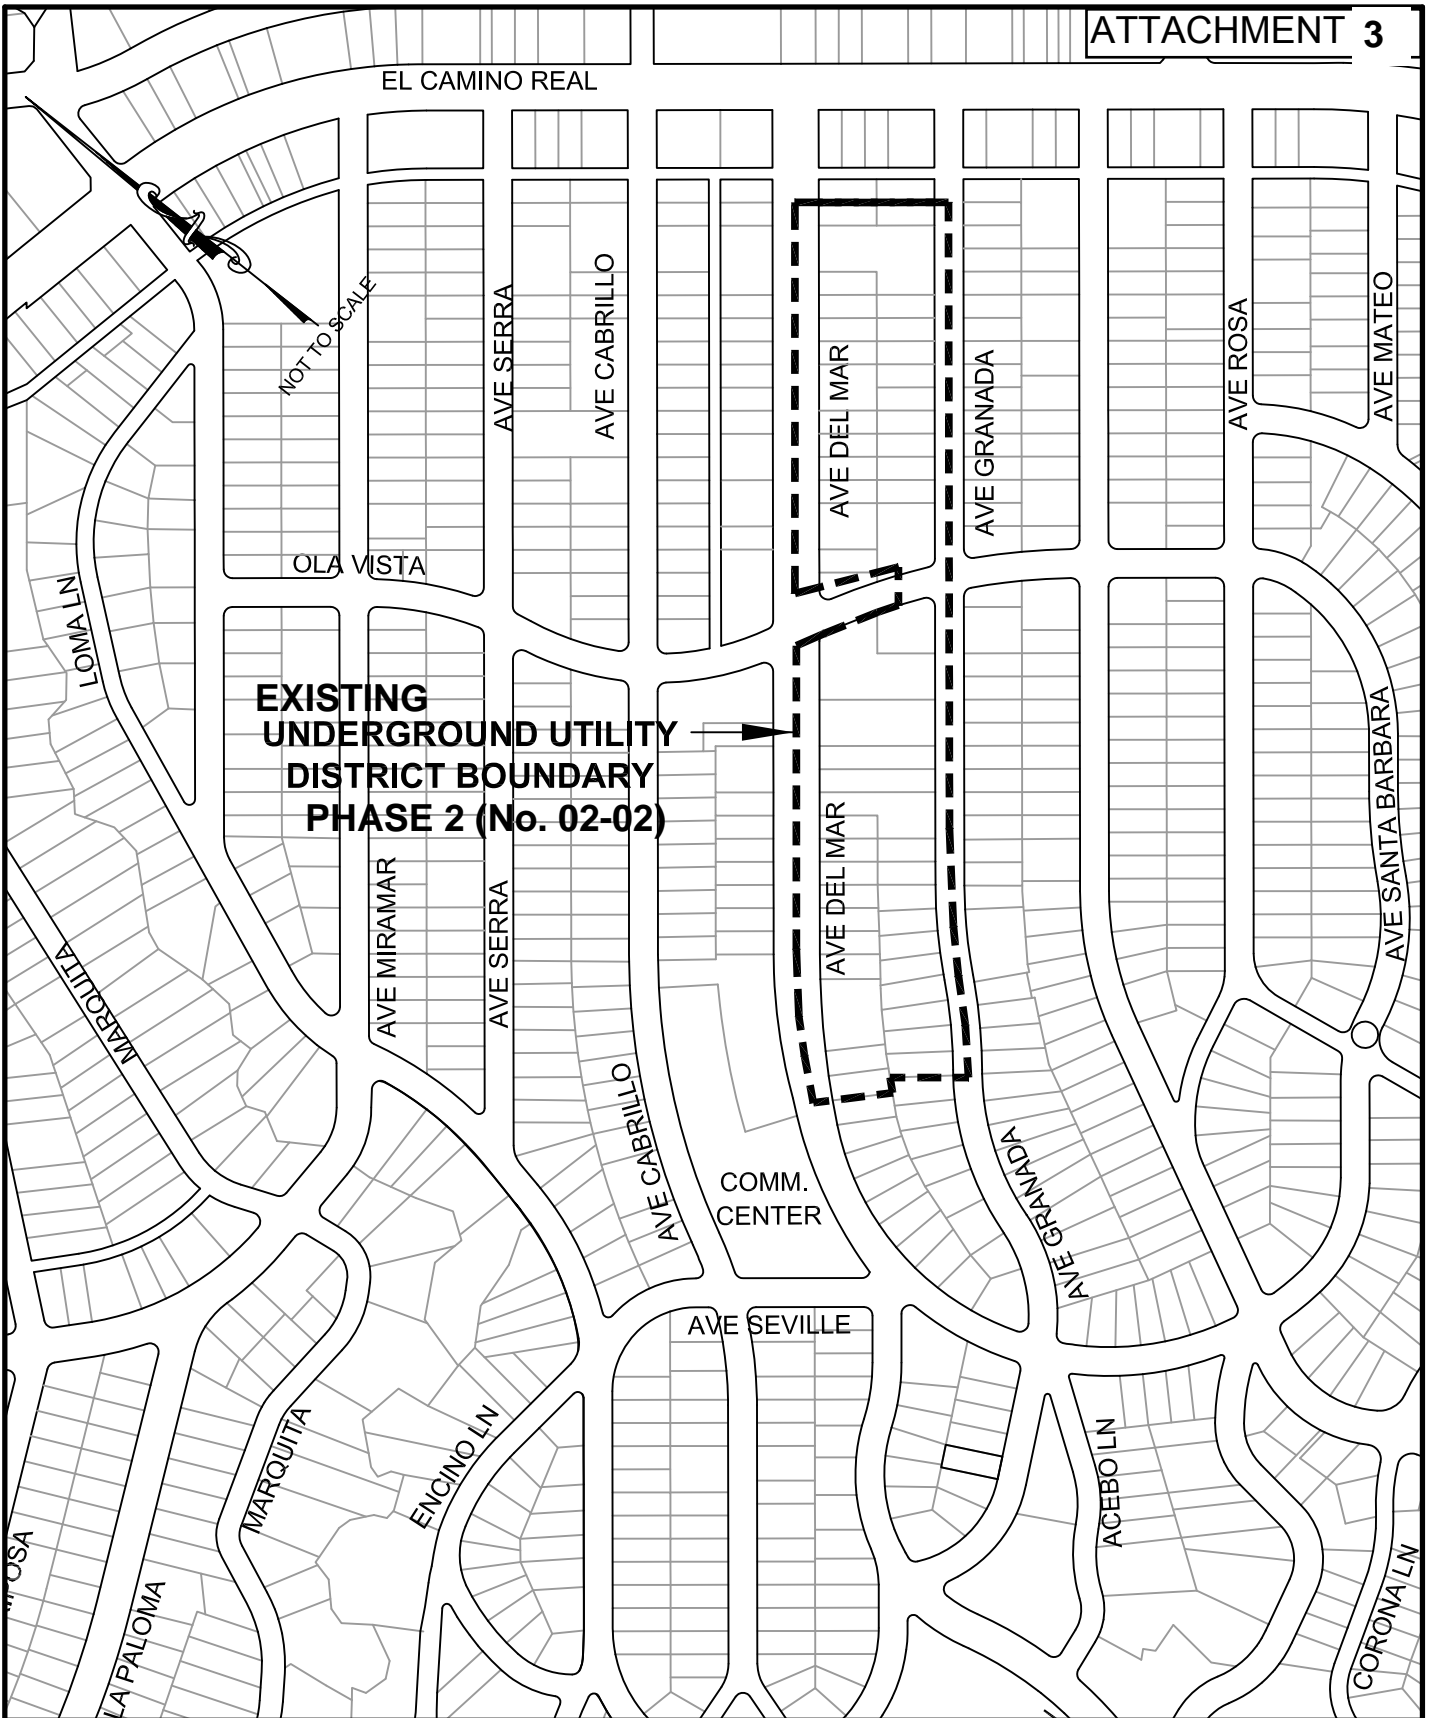 ATTACHMENT 3
EL CAMINO REAL
NOT TO SCALE
AVE SERRA
AVE CABRILLO
AVE DEL MAR
AVE GRANADA
AVE ROSA
AVE MATEO
OLA VISTA
LOMA LN
EXISTING
UNDERGROUND UTILITY
DISTRICT BOUNDARY
PHASE 2 (No. 02-02)
AVE SANTA BARBARA
AVE MIRAMAR
AVE SERRA
AVE DEL MAR
MARQUITA
AVE CABRILLO
COMM.
CENTER
AVE GRANADA
AVE SEVILLE
MARQUITA
ENCINO LN
ACEBO LN
CORONA LN
LA PALOMA